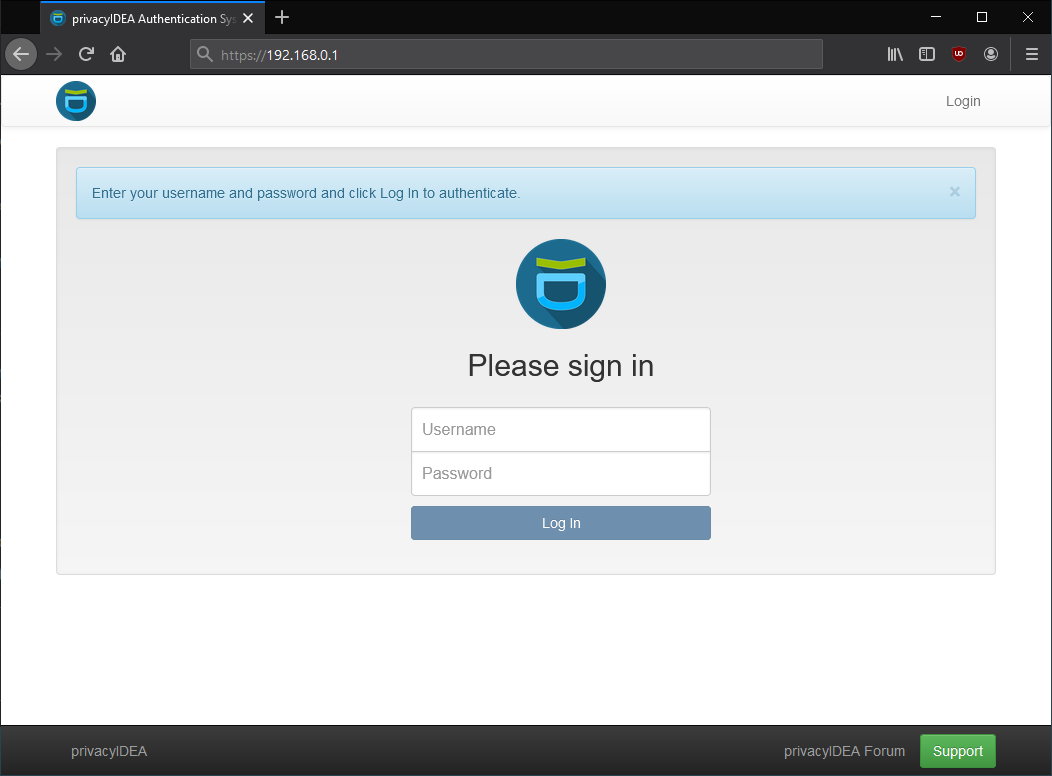 privacyIDEA Authentication Sys
https://192.168.0.1
Login
Enter your username and password and click Log In to authenticate.
×
Please sign in
Username
Password
Log In
privacyIDEA
privacyIDEA Forum
Support